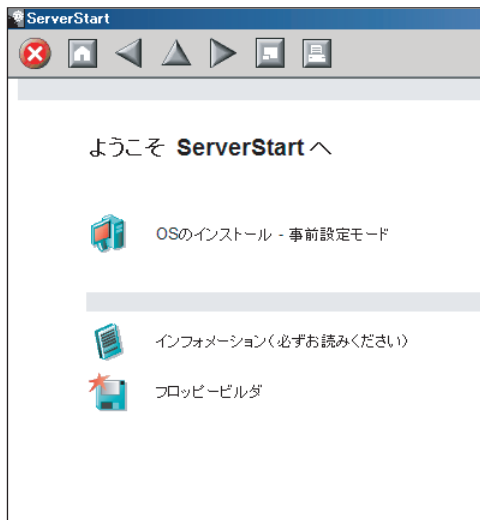 ServerStart
ようこそ ServerStart へ
OSのインストール - 事前設定モード
インフォメーション（必ずお読みください）
フロッピービルダ